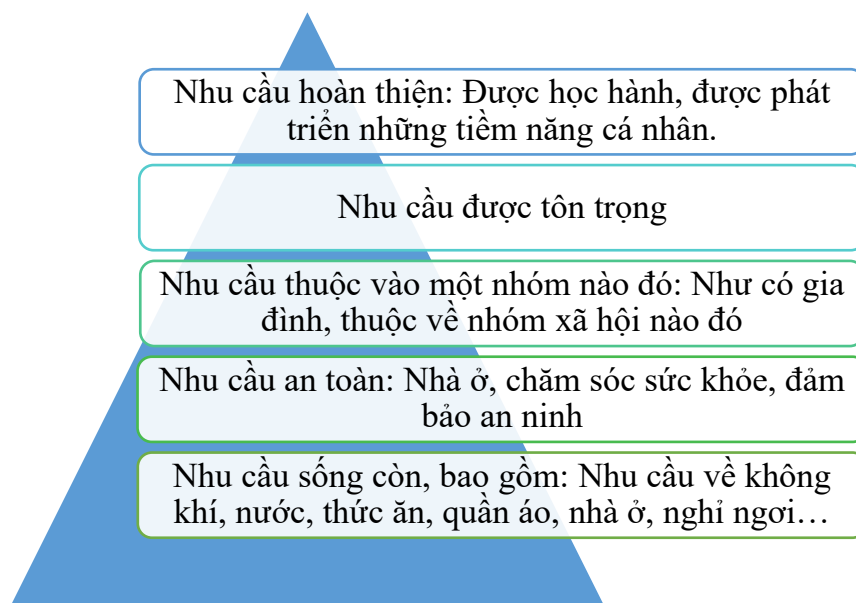 Nhu cầu hoàn thiện: Được học hành, được phát
triển những tiềm năng cá nhân.
Nhu cầu được tôn trọng
Nhu cầu thuộc vào một nhóm nào đó: Như có gia
đình, thuộc về nhóm xã hội nào đó
Nhu cầu an toàn: Nhà ở, chăm sóc sức khỏe, đảm
bảo an ninh
Nhu cầu sống còn, bao gồm: Nhu cầu về không
khí, nước, thức ăn, quần áo, nhà ở, nghỉ ngơi…